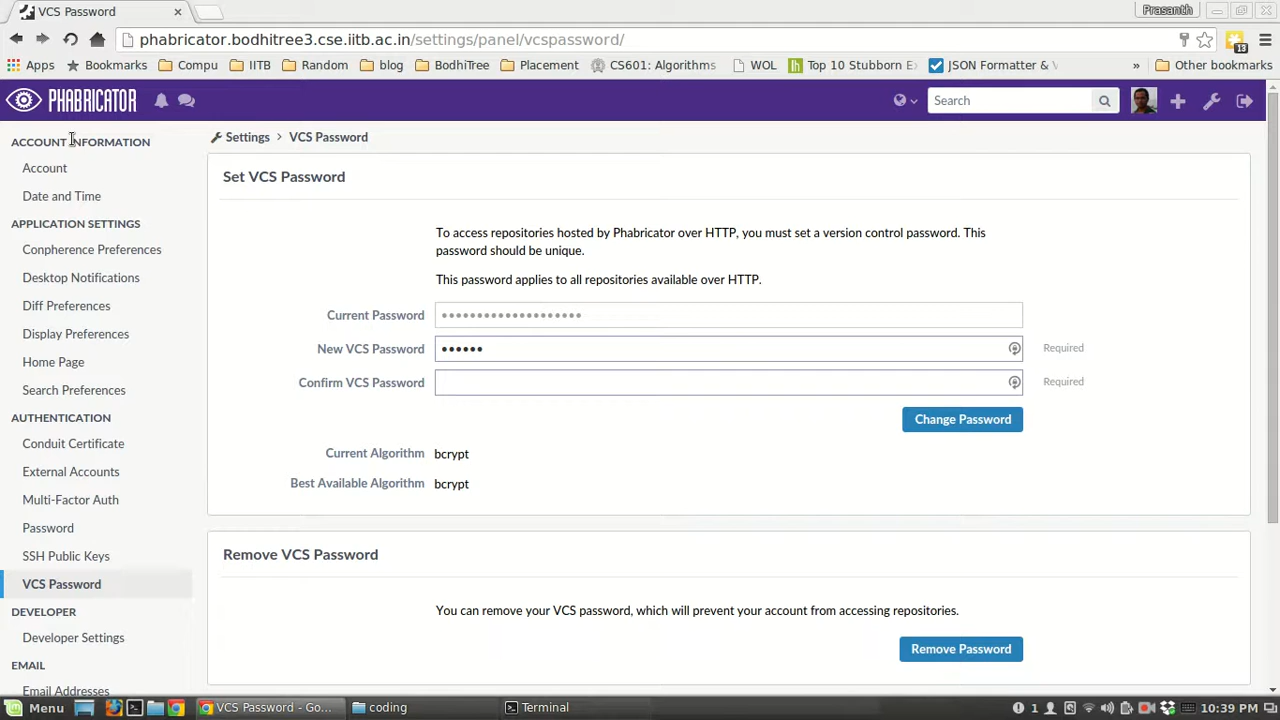 VCS Password
Prasanth
phabricator.bodhitree3.cse.iitb.ac.in/settings/panel/vcspassword/
13
Apps Bookmarks Compu IITB Random blog BodhiTree Placement CS601: Algorithms WOL Top 10 Stubborn E JSON Formatter & V » Other bookmarks
PHABRICATOR
Search
ACCOUNT INFORMATION
Account
Date and Time
APPLICATION SETTINGS
Conpherence Preferences
Desktop Notifications
Diff Preferences
Display Preferences
Home Page
Search Preferences
AUTHENTICATION
Conduit Certificate
External Accounts
Multi-Factor Auth
Password
SSH Public Keys
VCS Password
DEVELOPER
Developer Settings
EMAIL
Email Addresses
Settings > VCS Password
Set VCS Password
To access repositories hosted by Phabricator over HTTP, you must set a version control password. This
password should be unique.
This password applies to all repositories available over HTTP.
Current Password ••••••••••••••••••••
New VCS Password •••••• Required
Confirm VCS Password Required
Change Password
Current Algorithm bcrypt
Best Available Algorithm bcrypt
Remove VCS Password
You can remove your VCS password, which will prevent your account from accessing repositories.
Remove Password
Menu VCS Password - Go... coding Terminal 1 10:39 PM